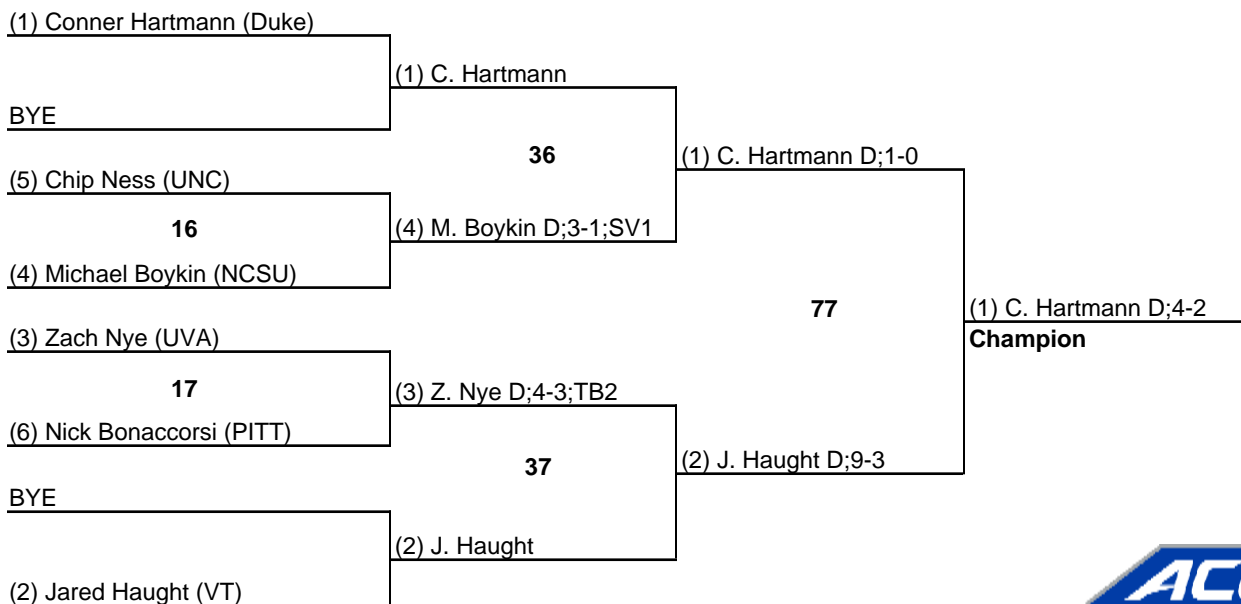 (1) Conner Hartmann (Duke)
(1) C. Hartmann
BYE
36
(1) C. Hartmann D;1-0
(5) Chip Ness (UNC)
16
(4) M. Boykin D;3-1;SV1
(4) Michael Boykin (NCSU)
77
(1) C. Hartmann D;4-2
Champion
(3) Zach Nye (UVA)
17
(3) Z. Nye D;4-3;TB2
(6) Nick Bonaccorsi (PITT)
37
(2) J. Haught D;9-3
BYE
(2) J. Haught
(2) Jared Haught (VT)
ACC